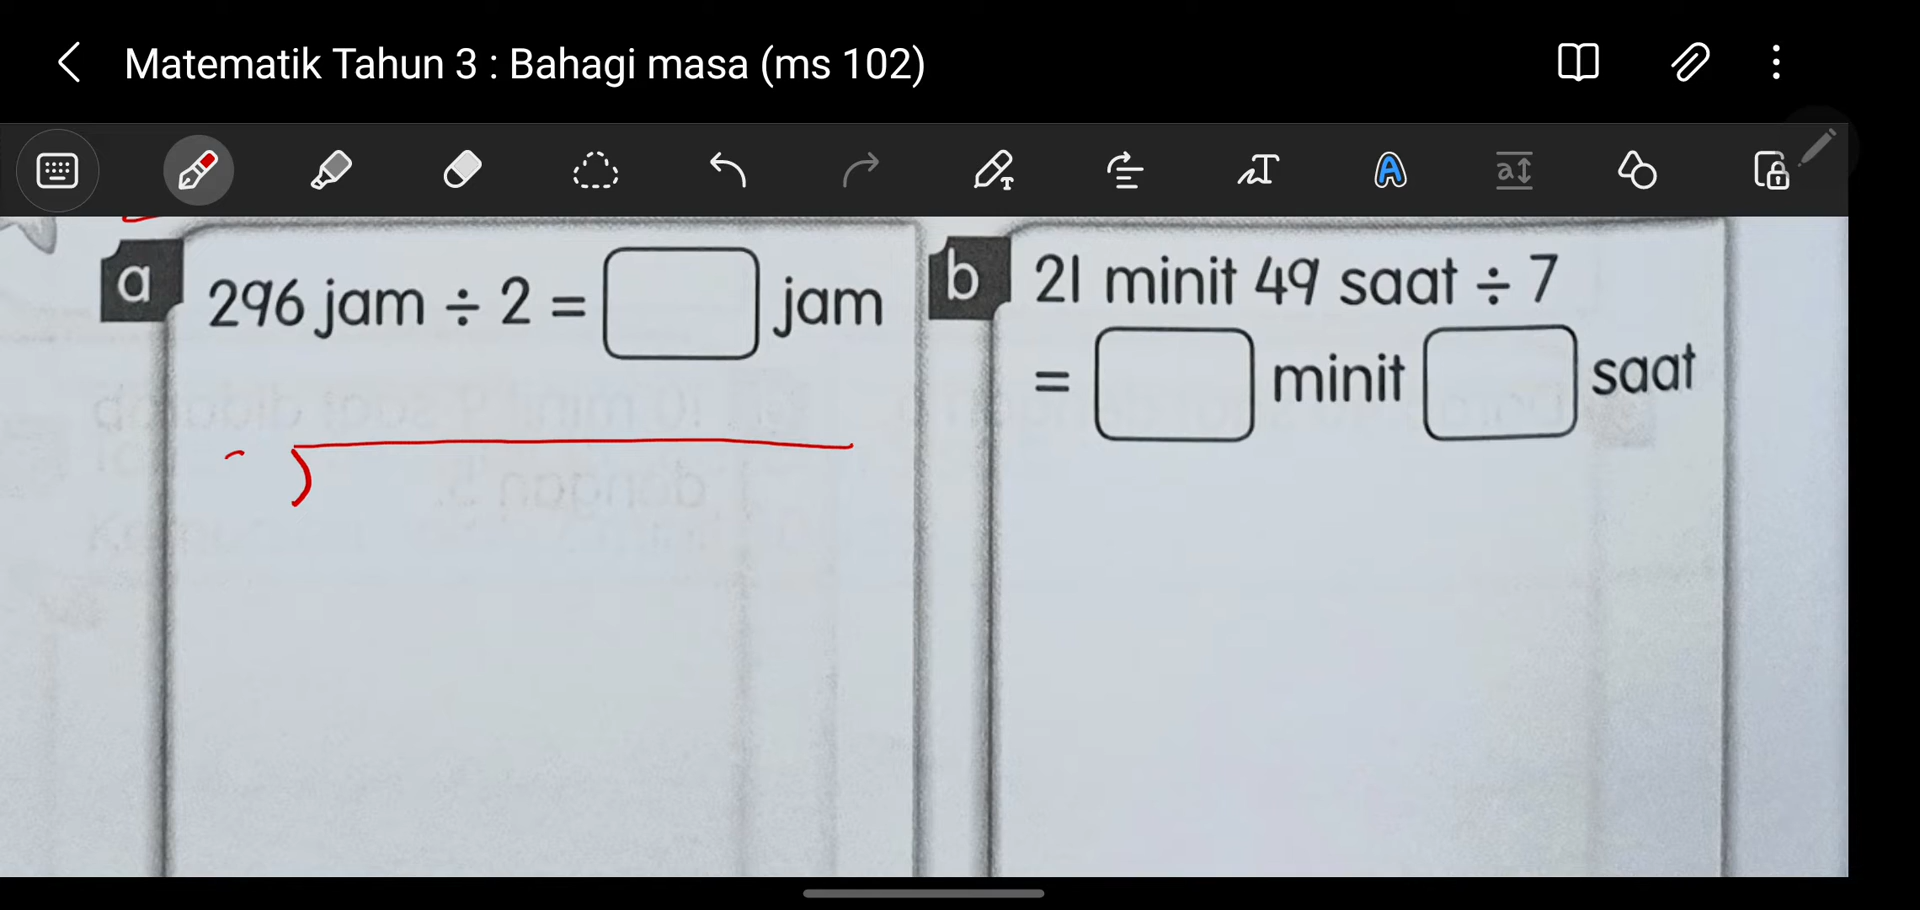 Matematik Tahun 3 : Bahagi masa (ms 102)
a 296 jam ÷ 2 = jam
b 21 minit 49 saat ÷ 7
= minit saat